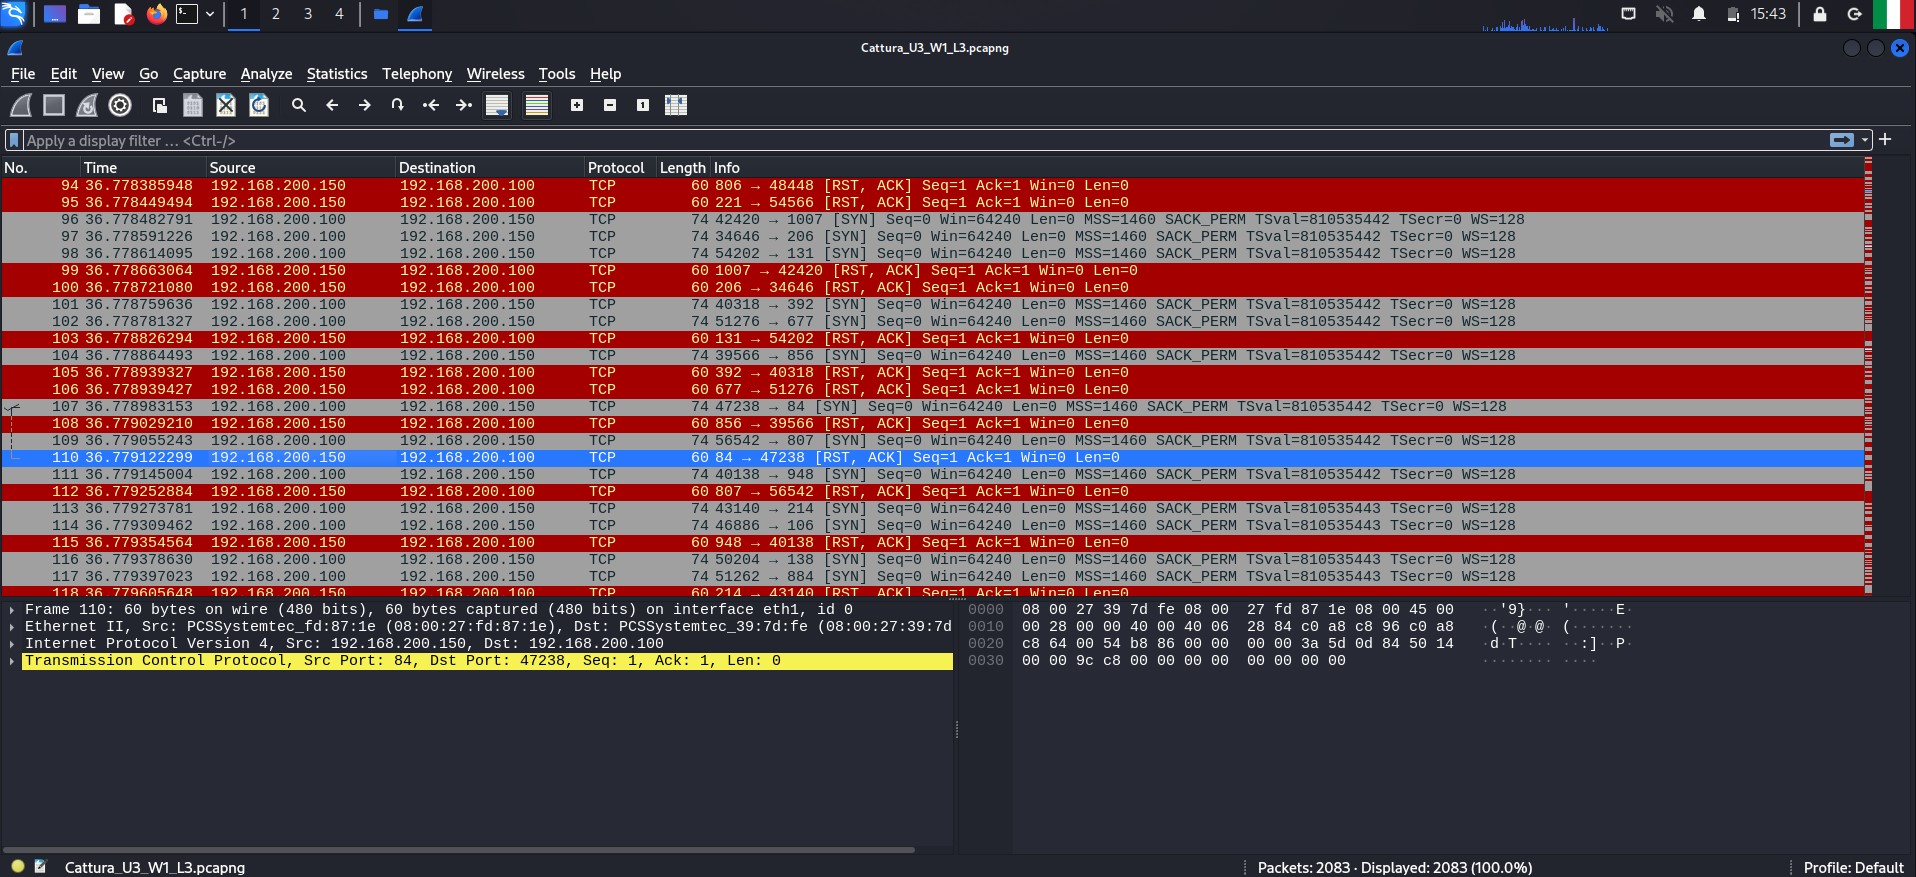 1 2 3 4 15:43
Cattura_U3_W1_L3.pcapng
File Edit View Go Capture Analyze Statistics Telephony Wireless Tools Help
Apply a display filter … <Ctrl-/>
No. Time Source Destination Protocol Length Info
94 36.778385948 192.168.200.150 192.168.200.100 TCP 60 806 → 48448 [RST, ACK] Seq=1 Ack=1 Win=0 Len=0
95 36.778449494 192.168.200.150 192.168.200.100 TCP 60 221 → 54566 [RST, ACK] Seq=1 Ack=1 Win=0 Len=0
96 36.778482791 192.168.200.100 192.168.200.150 TCP 74 42420 → 1007 [SYN] Seq=0 Win=64240 Len=0 MSS=1460 SACK_PERM TSval=810535442 TSecr=0 WS=128
97 36.778591226 192.168.200.100 192.168.200.150 TCP 74 34646 → 206 [SYN] Seq=0 Win=64240 Len=0 MSS=1460 SACK_PERM TSval=810535442 TSecr=0 WS=128
98 36.778614095 192.168.200.100 192.168.200.150 TCP 74 54202 → 131 [SYN] Seq=0 Win=64240 Len=0 MSS=1460 SACK_PERM TSval=810535442 TSecr=0 WS=128
99 36.778663064 192.168.200.150 192.168.200.100 TCP 60 1007 → 42420 [RST, ACK] Seq=1 Ack=1 Win=0 Len=0
100 36.778721080 192.168.200.150 192.168.200.100 TCP 60 206 → 34646 [RST, ACK] Seq=1 Ack=1 Win=0 Len=0
101 36.778759636 192.168.200.100 192.168.200.150 TCP 74 40318 → 392 [SYN] Seq=0 Win=64240 Len=0 MSS=1460 SACK_PERM TSval=810535442 TSecr=0 WS=128
102 36.778781327 192.168.200.100 192.168.200.150 TCP 74 51276 → 677 [SYN] Seq=0 Win=64240 Len=0 MSS=1460 SACK_PERM TSval=810535442 TSecr=0 WS=128
103 36.778826294 192.168.200.150 192.168.200.100 TCP 60 131 → 54202 [RST, ACK] Seq=1 Ack=1 Win=0 Len=0
104 36.778864493 192.168.200.100 192.168.200.150 TCP 74 39566 → 856 [SYN] Seq=0 Win=64240 Len=0 MSS=1460 SACK_PERM TSval=810535442 TSecr=0 WS=128
105 36.778939327 192.168.200.150 192.168.200.100 TCP 60 392 → 40318 [RST, ACK] Seq=1 Ack=1 Win=0 Len=0
106 36.778939427 192.168.200.150 192.168.200.100 TCP 60 677 → 51276 [RST, ACK] Seq=1 Ack=1 Win=0 Len=0
107 36.778983153 192.168.200.100 192.168.200.150 TCP 74 47238 → 84 [SYN] Seq=0 Win=64240 Len=0 MSS=1460 SACK_PERM TSval=810535442 TSecr=0 WS=128
108 36.779029210 192.168.200.150 192.168.200.100 TCP 60 856 → 39566 [RST, ACK] Seq=1 Ack=1 Win=0 Len=0
109 36.779055243 192.168.200.100 192.168.200.150 TCP 74 56542 → 807 [SYN] Seq=0 Win=64240 Len=0 MSS=1460 SACK_PERM TSval=810535442 TSecr=0 WS=128
110 36.779122299 192.168.200.150 192.168.200.100 TCP 60 84 → 47238 [RST, ACK] Seq=1 Ack=1 Win=0 Len=0
111 36.779145004 192.168.200.100 192.168.200.150 TCP 74 40138 → 948 [SYN] Seq=0 Win=64240 Len=0 MSS=1460 SACK_PERM TSval=810535442 TSecr=0 WS=128
112 36.779252884 192.168.200.150 192.168.200.100 TCP 60 807 → 56542 [RST, ACK] Seq=1 Ack=1 Win=0 Len=0
113 36.779273781 192.168.200.100 192.168.200.150 TCP 74 43140 → 214 [SYN] Seq=0 Win=64240 Len=0 MSS=1460 SACK_PERM TSval=810535443 TSecr=0 WS=128
114 36.779309462 192.168.200.100 192.168.200.150 TCP 74 46886 → 106 [SYN] Seq=0 Win=64240 Len=0 MSS=1460 SACK_PERM TSval=810535443 TSecr=0 WS=128
115 36.779354564 192.168.200.150 192.168.200.100 TCP 60 948 → 40138 [RST, ACK] Seq=1 Ack=1 Win=0 Len=0
116 36.779378630 192.168.200.100 192.168.200.150 TCP 74 50204 → 138 [SYN] Seq=0 Win=64240 Len=0 MSS=1460 SACK_PERM TSval=810535443 TSecr=0 WS=128
117 36.779397023 192.168.200.100 192.168.200.150 TCP 74 51262 → 884 [SYN] Seq=0 Win=64240 Len=0 MSS=1460 SACK_PERM TSval=810535443 TSecr=0 WS=128
118 36.779605648 192.168.200.150 192.168.200.100 TCP 60 214 → 43140 [RST, ACK] Seq=1 Ack=1 Win=0 Len=0
Frame 110: 60 bytes on wire (480 bits), 60 bytes captured (480 bits) on interface eth1, id 0
Ethernet II, Src: PCSSystemtec_fd:87:1e (08:00:27:fd:87:1e), Dst: PCSSystemtec_39:7d:fe (08:00:27:39:7d
Internet Protocol Version 4, Src: 192.168.200.150, Dst: 192.168.200.100
Transmission Control Protocol, Src Port: 84, Dst Port: 47238, Seq: 1, Ack: 1, Len: 0
0000 08 00 27 39 7d fe 08 00 27 fd 87 1e 08 00 45 00 ··'9}··· '·····E·
0010 00 28 00 00 40 00 40 06 28 84 c0 a8 c8 96 c0 a8 ·(··@·@· (·······
0020 c8 64 00 54 b8 86 00 00 00 00 3a 5d 0d 84 50 14 ·d·T···· ··:]··P·
0030 00 00 9c c8 00 00 00 00 00 00 00 00 ········ ····
Cattura_U3_W1_L3.pcapng Packets: 2083 · Displayed: 2083 (100.0%) Profile: Default